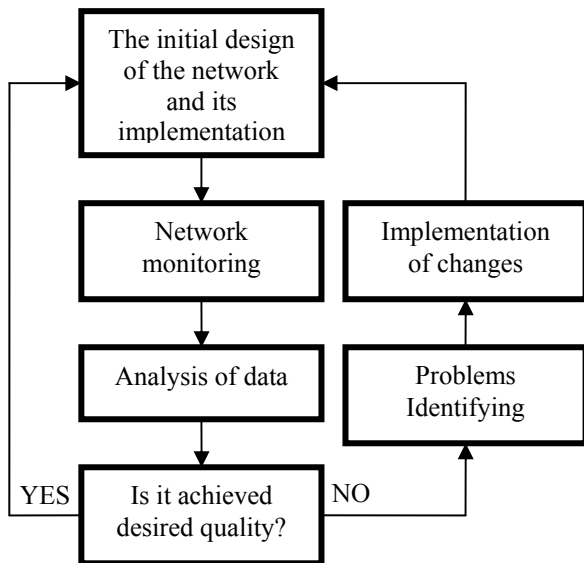 The initial design
of the network
and its
implementation
Network
monitoring
Implementation
of changes
Analysis of data
Problems
Identifying
YES
Is it achieved
desired quality?
NO